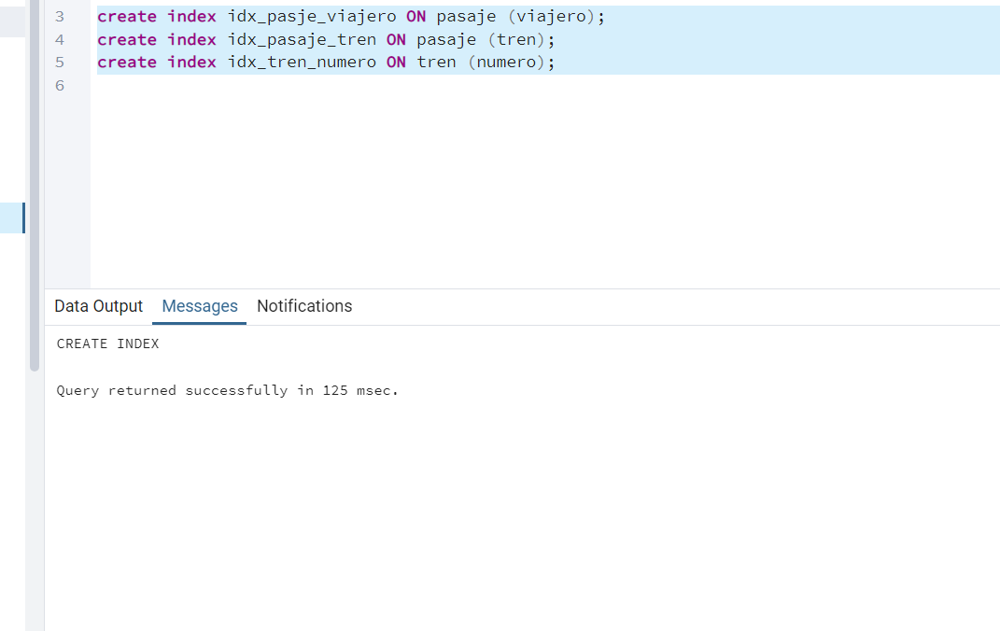 3 create index idx_pasje_viajero ON pasaje (viajero);
4 create index idx_pasaje_tren ON pasaje (tren);
5 create index idx_tren_numero ON tren (numero);
6
Data Output Messages Notifications
CREATE INDEX
Query returned successfully in 125 msec.